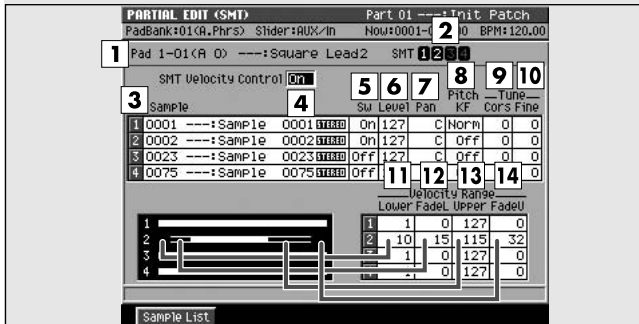 PARTIAL EDIT (SMT) Part 01 ---:Init Patch
PadBank:01(A.Phrs) Slider:AUX/In Now:0001- 00 BPM:120.00
2
1 Pad 1-01(A 0) ---:Square Lead2 SMT 1 2 3 4
SMT Velocity Control On
5 6 7 8 9 10
3 4 Pitch Tune
Sample Sw Level Pan KF Cors Fine
1 0001 ---:Sample 0001 STEREO On 127 C Norm 0 0
2 0002 ---:Sample 0002 STEREO On 127 C Off 0 0
3 0023 ---:Sample 0023 STEREO Off 127 C Off 0 0
4 0075 ---:Sample 0075 STEREO Off
11 12 13 14
Velocity Range
Lower FadeL Upper FadeU
1 1 1 0 127 0
2 2 10 15 115 32
3 1 0 127 0
4 1 0 127 0
Sample List